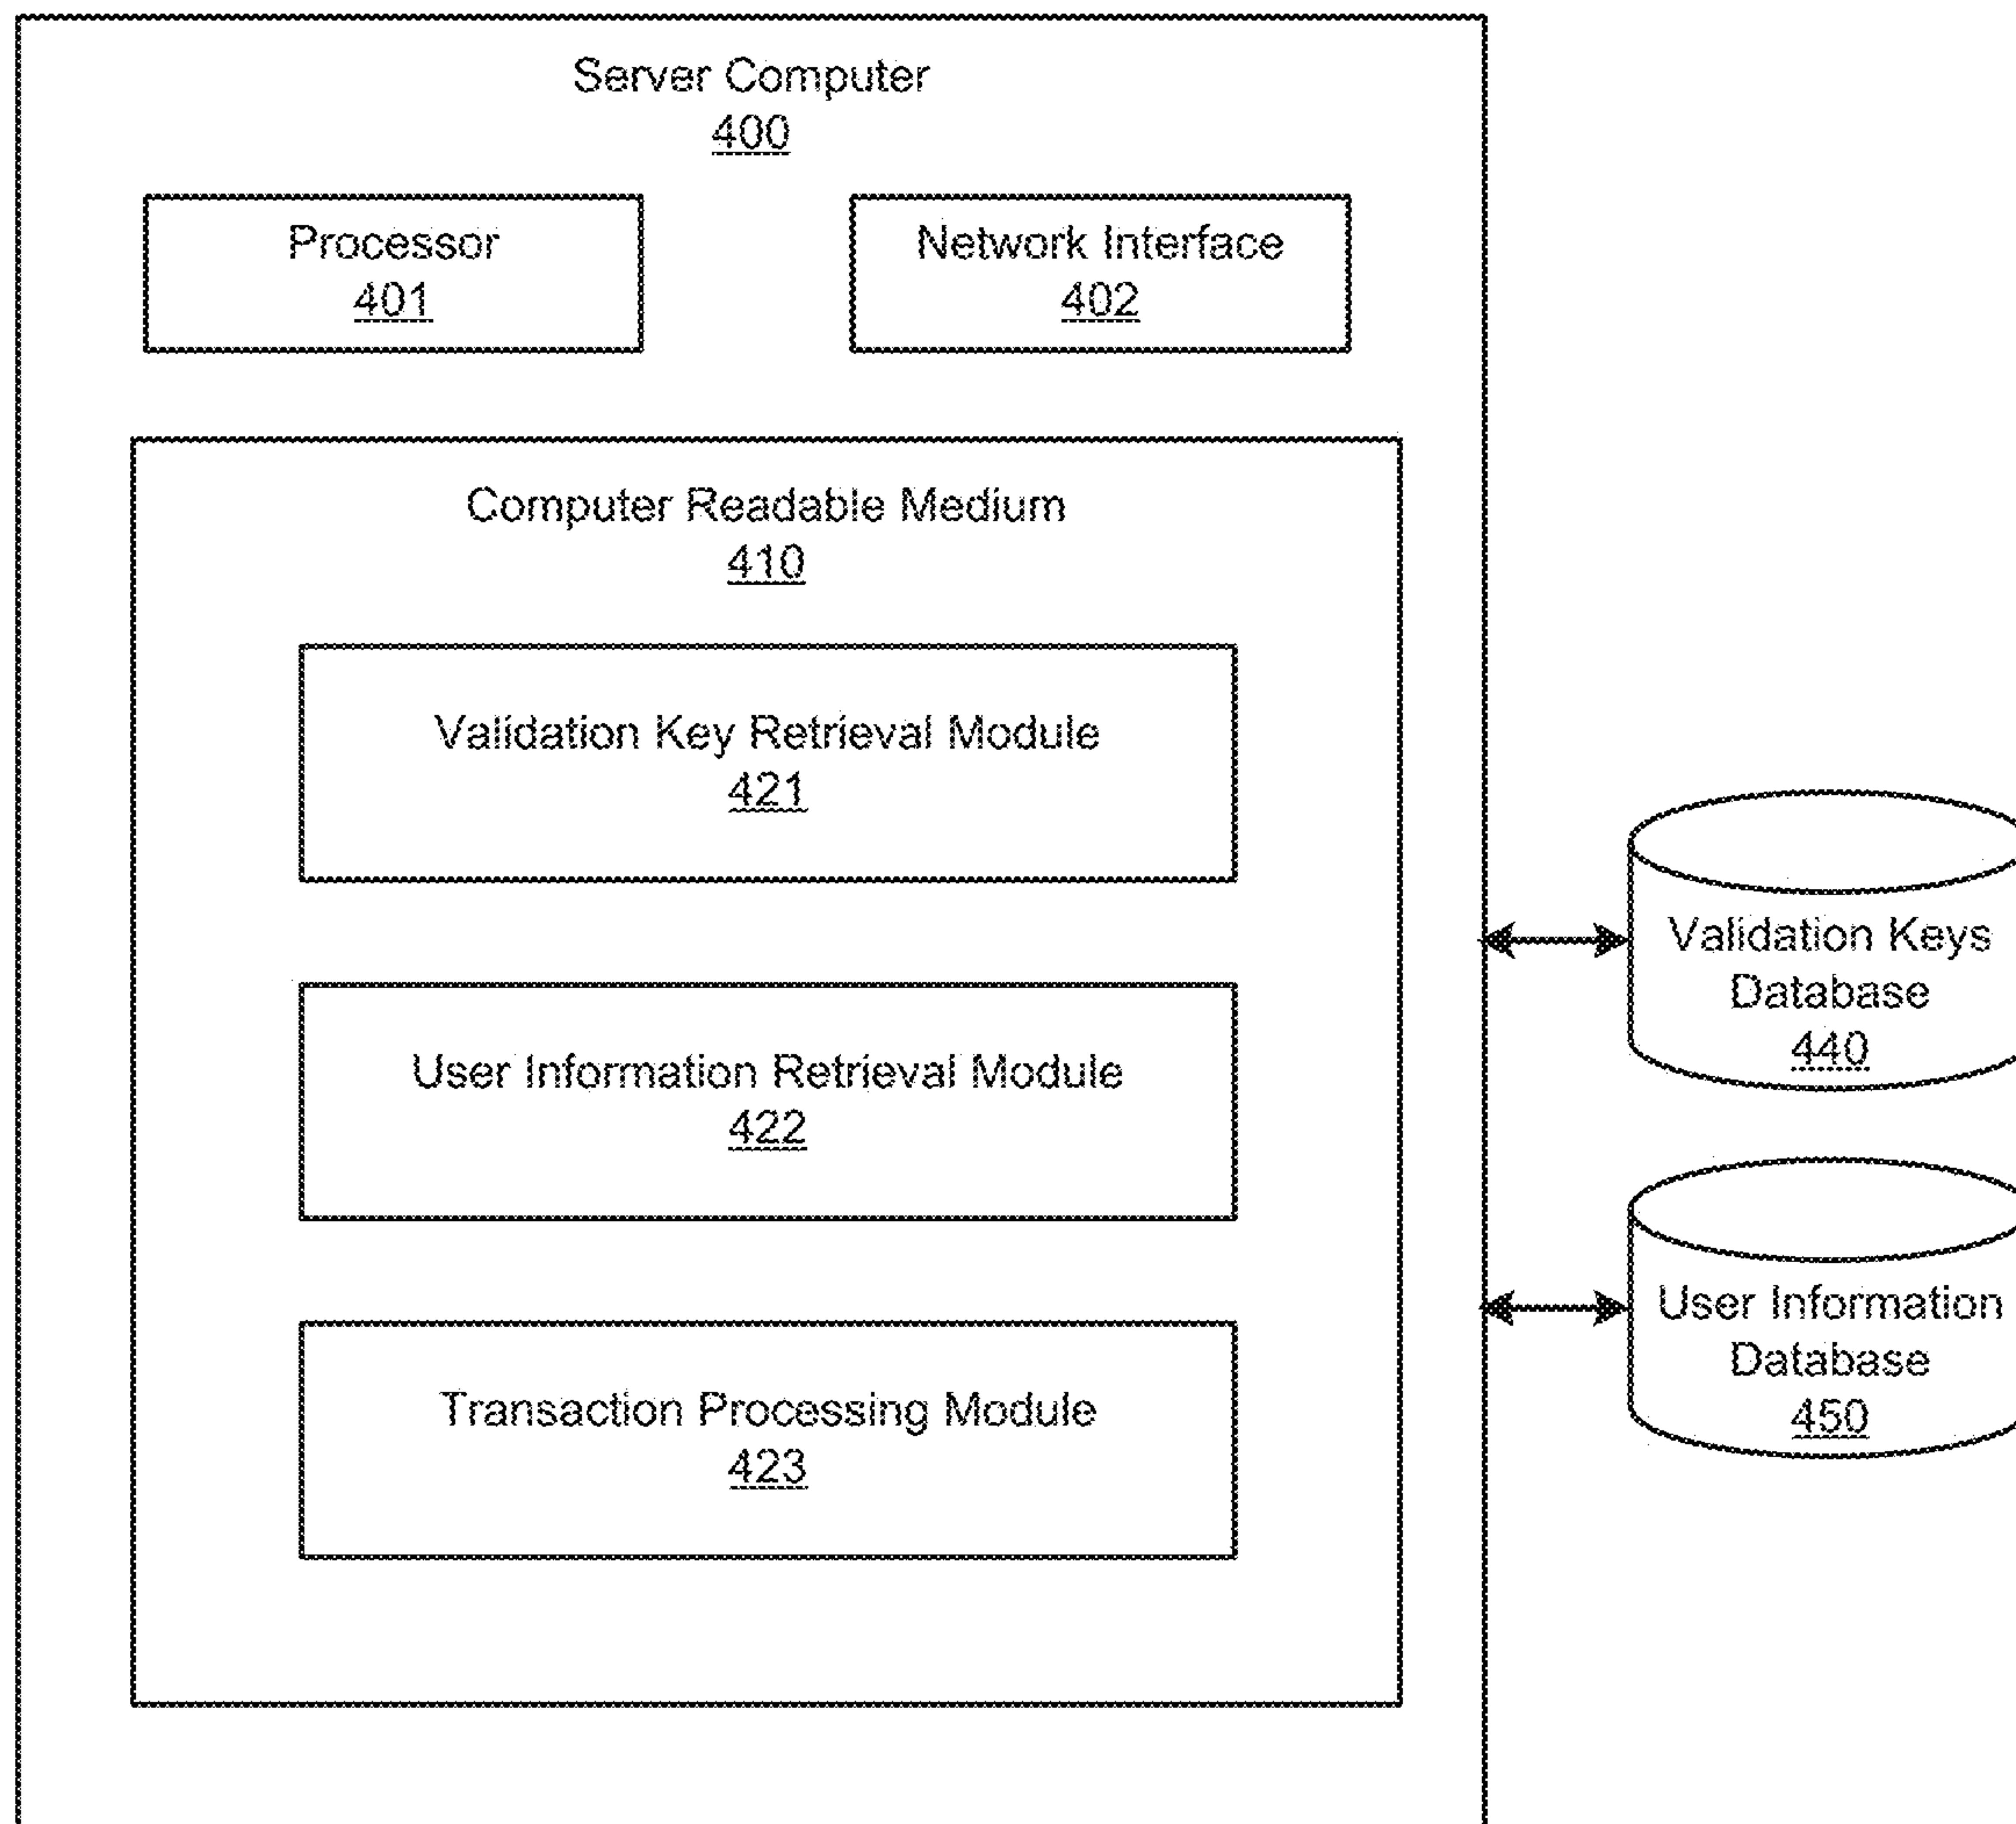 Server Computer
400
Processor
401
Network Interface
402
Computer Readable Medium
410
Validation Key Retrieval Module
421
User Information Retrieval Module
422
Transaction Processing Module
423
Validation Keys
Database
440
User Information
Database
450